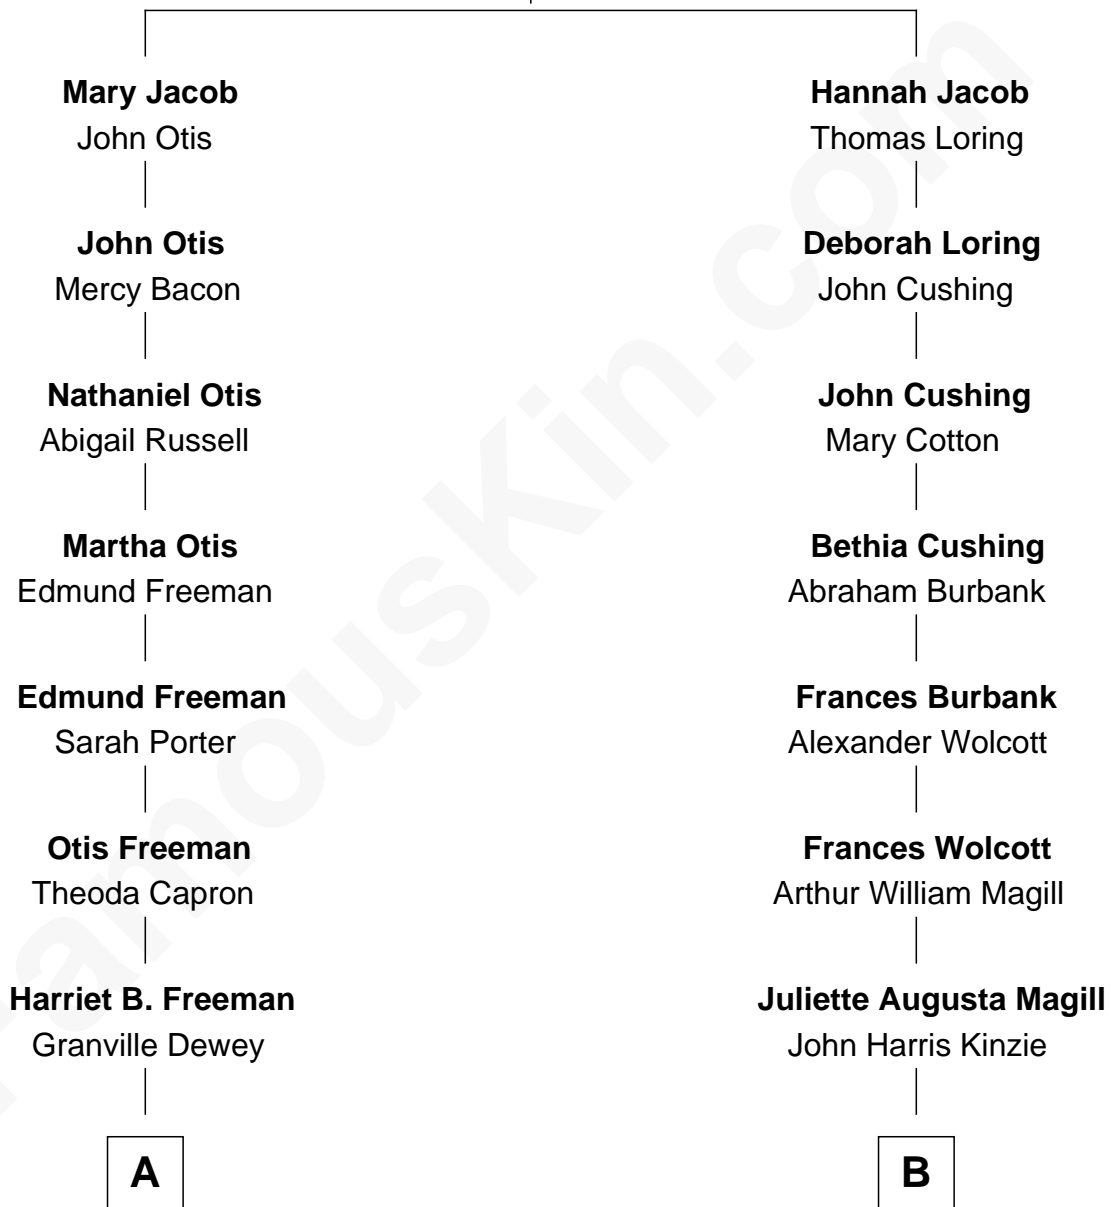 Mary Jacob
John Otis
Hannah Jacob
Thomas Loring
John Otis
Mercy Bacon
Deborah Loring
John Cushing
Nathaniel Otis
Abigail Russell
John Cushing
Mary Cotton
Martha Otis
Edmund Freeman
Bethia Cushing
Abraham Burbank
Edmund Freeman
Sarah Porter
Frances Burbank
Alexander Wolcott
Otis Freeman
Theoda Capron
Frances Wolcott
Arthur William Magill
Harriet B. Freeman
Granville Dewey
Juliette Augusta Magill
John Harris Kinzie
A
B
FamousKin.com